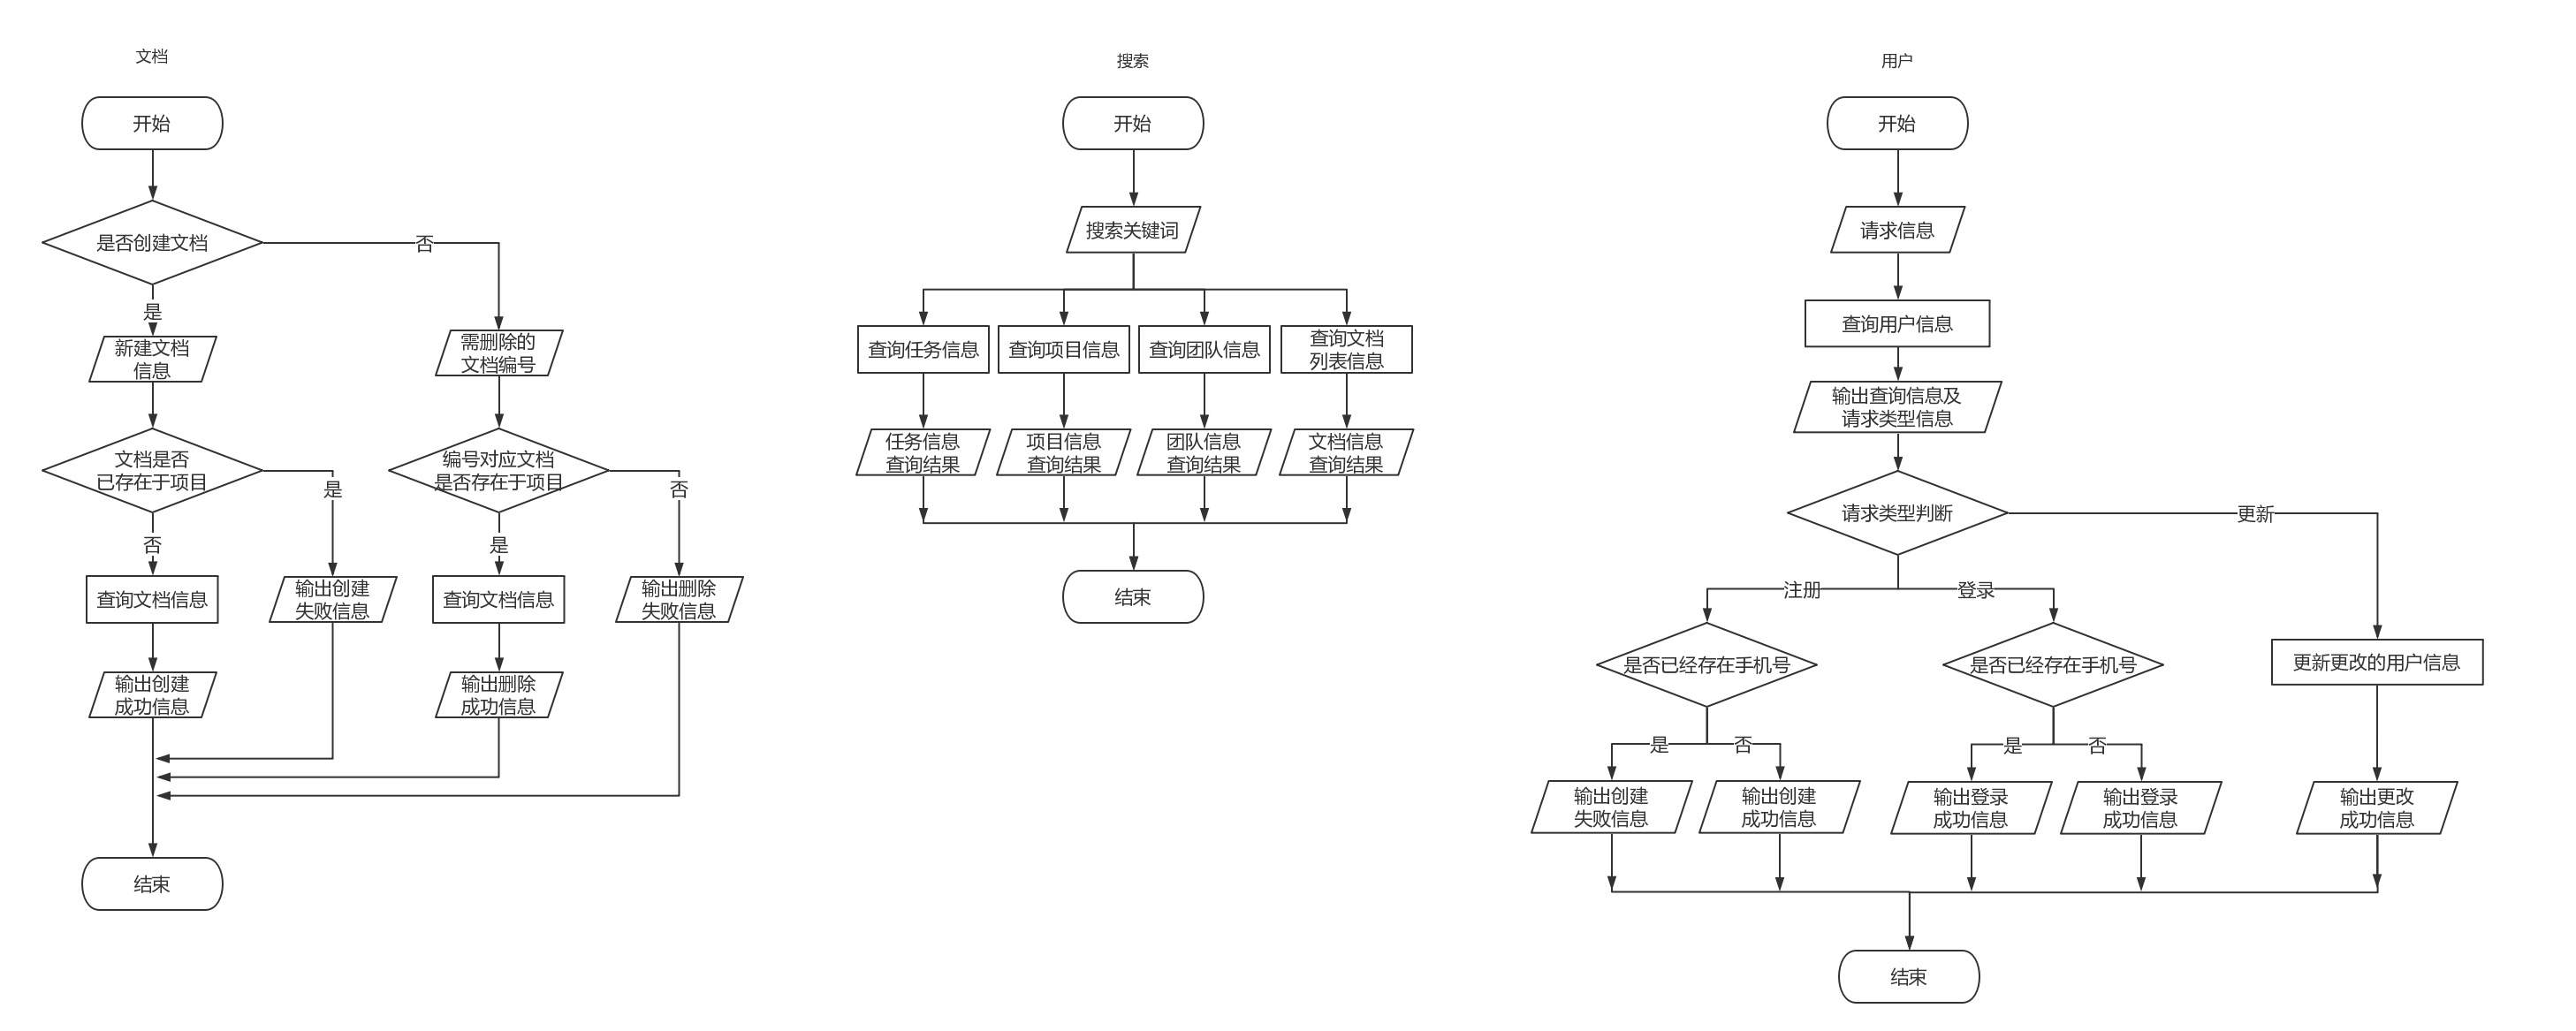 文档
开始
是否创建文档
否
是
新建文档
信息
需删除的
文档编号
文档是否
已存在于项目
是
编号对应文档
是否存在于项目
否
否
是
查询文档信息
输出创建
失败信息
查询文档信息
输出删除
失败信息
输出创建
成功信息
输出删除
成功信息
结束
搜索
开始
搜索关键词
查询任务信息
查询项目信息
查询团队信息
查询文档
列表信息
任务信息
查询结果
项目信息
查询结果
团队信息
查询结果
文档信息
查询结果
结束
用户
开始
请求信息
查询用户信息
输出查询信息及
请求类型信息
请求类型判断
更新
注册
登录
是否已经存在手机号
是否已经存在手机号
更新更改的用户信息
是
否
是
否
输出创建
失败信息
输出创建
成功信息
输出登录
成功信息
输出登录
成功信息
输出更改
成功信息
结束